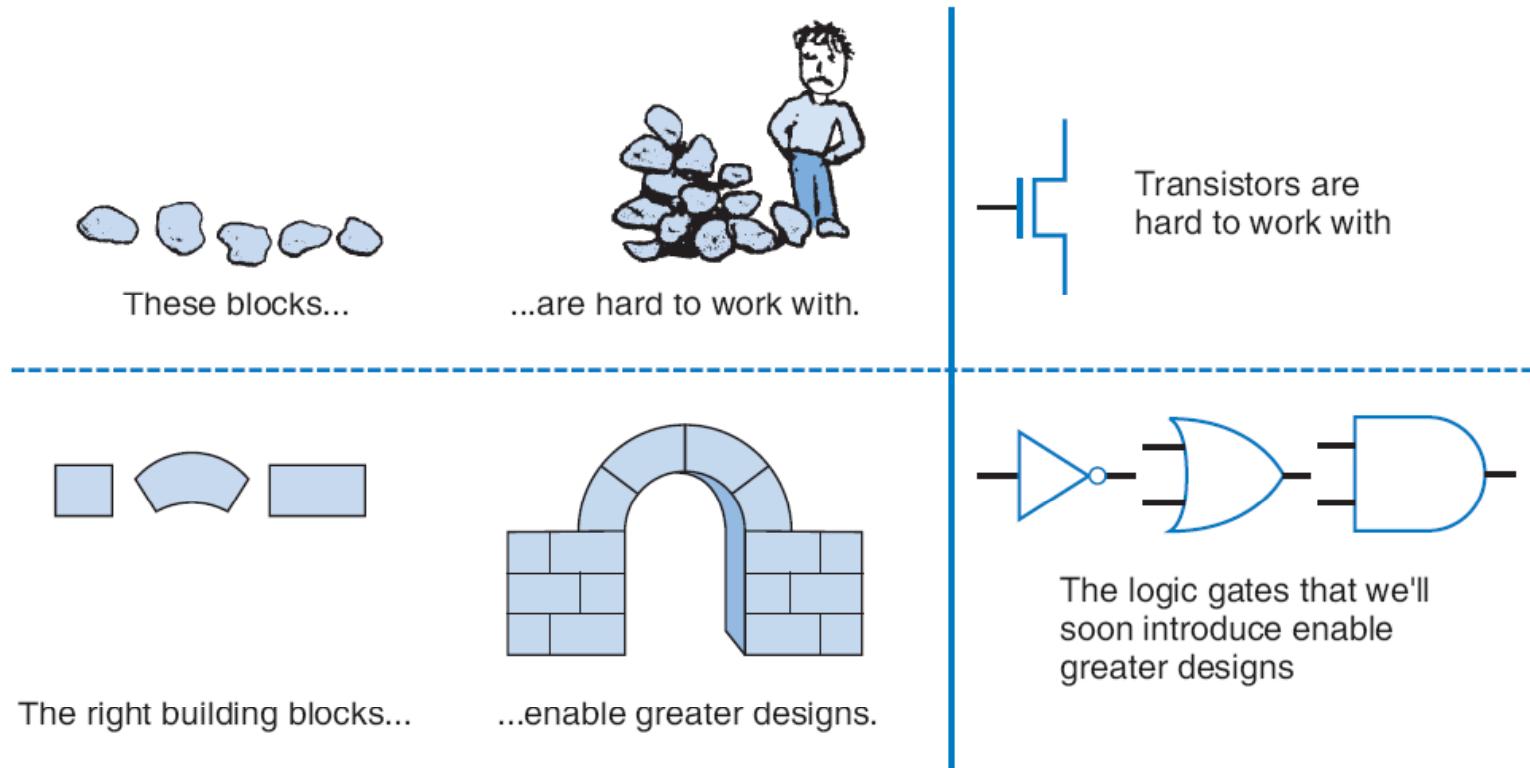 These blocks...
...are hard to work with.
Transistors are
hard to work with
The right building blocks...
...enable greater designs.
The logic gates that we'll
soon introduce enable
greater designs